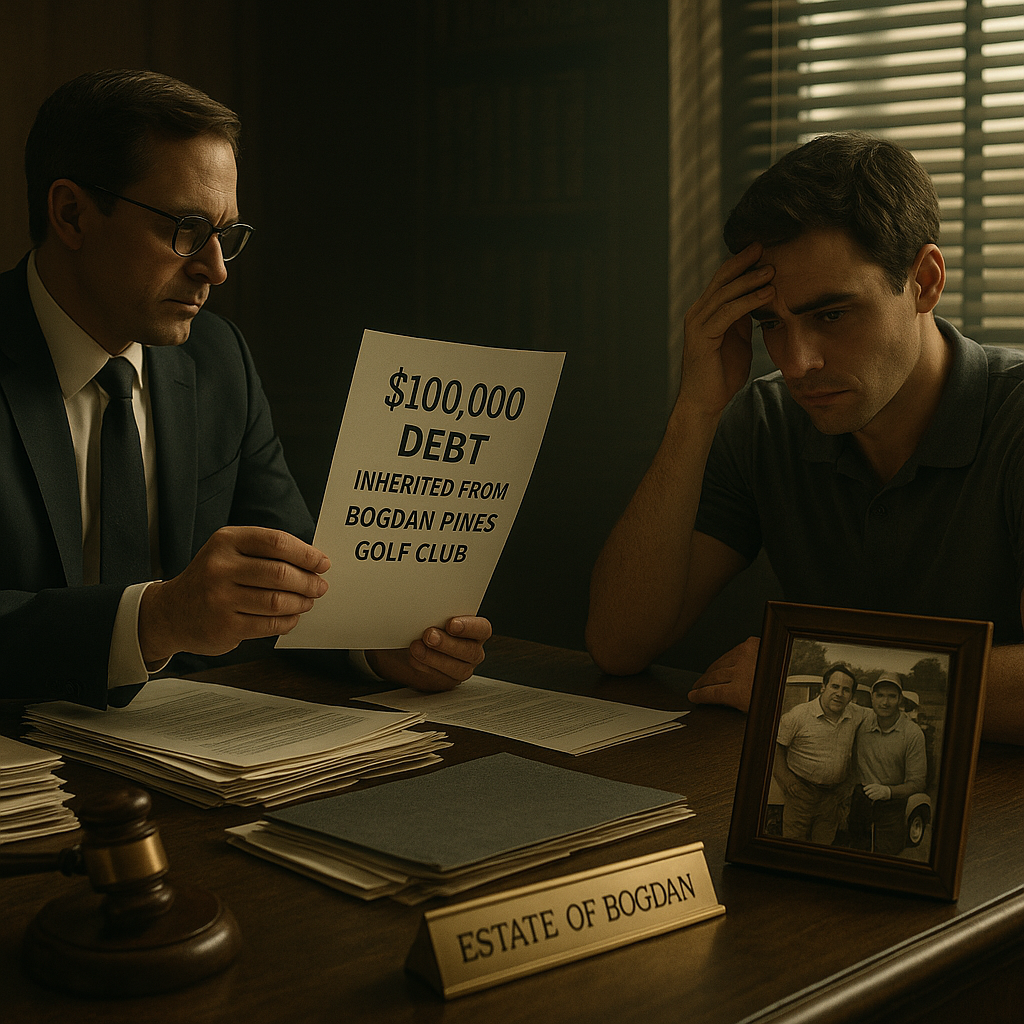 $100,000
DEBT
INHERITED FROM
BOGDAN PINES
GOLF CLUB
ESTATE OF BOGDAN